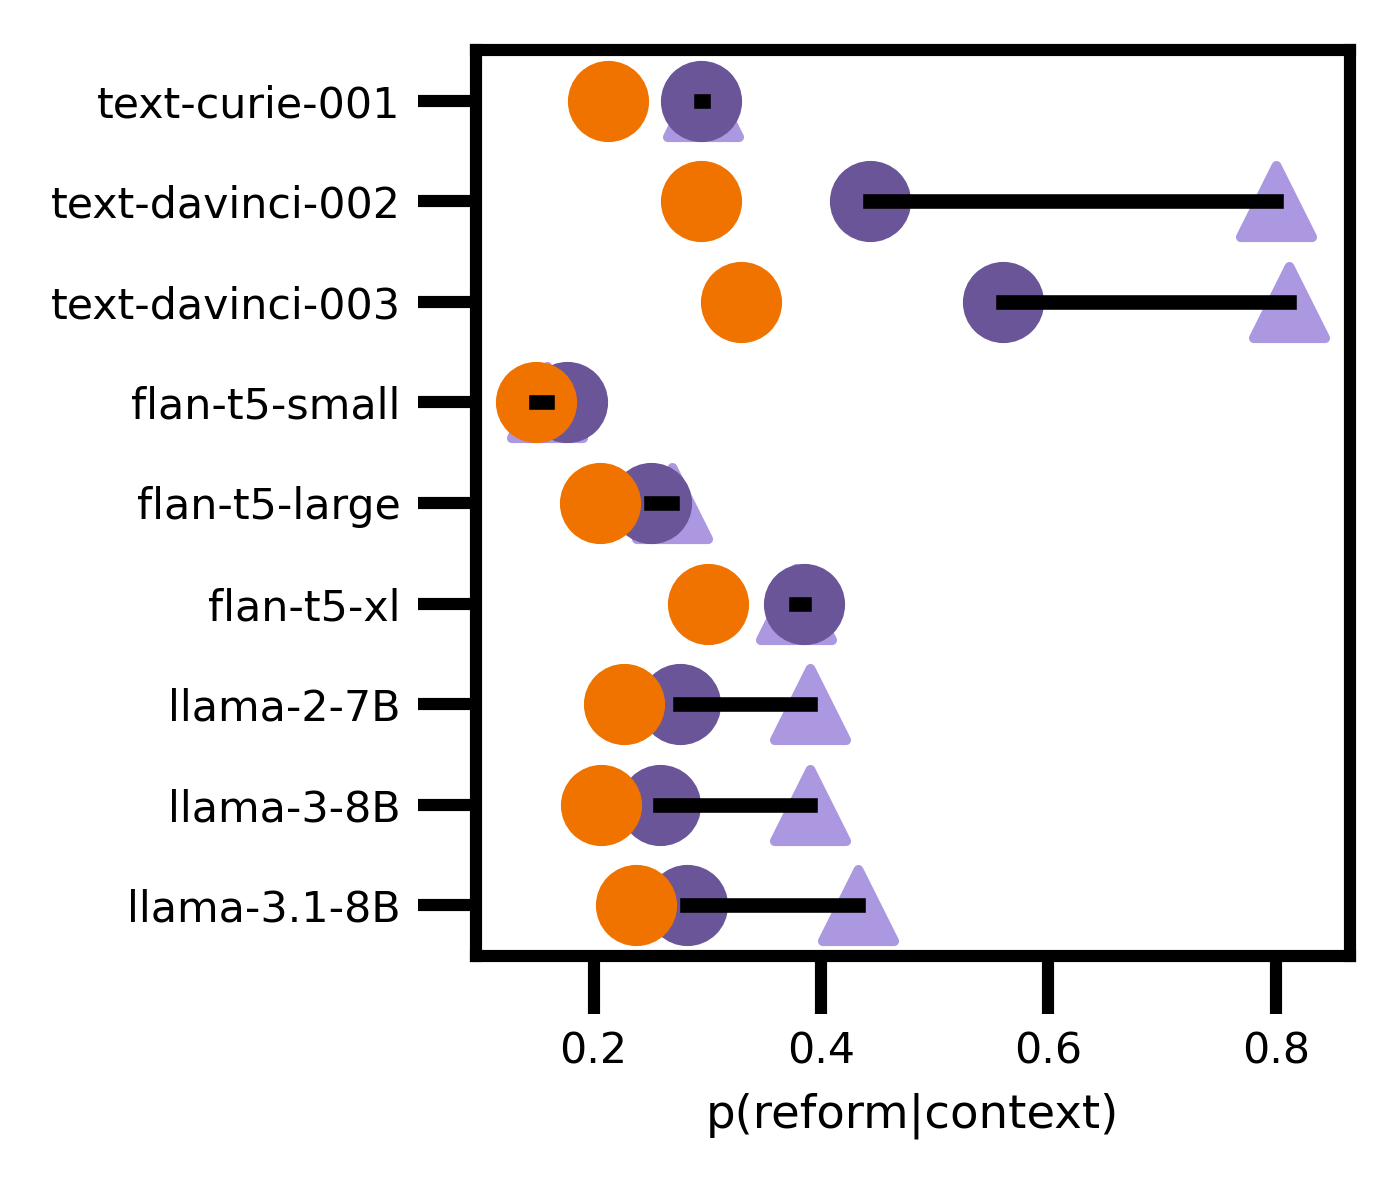 text-curie-001
text-davinci-002
text-davinci-003
flan-t5-small
flan-t5-large
flan-t5-xl
llama-2-7B
llama-3-8B
llama-3.1-8B
0.2 0.4 0.6 0.8
p(reform|context)